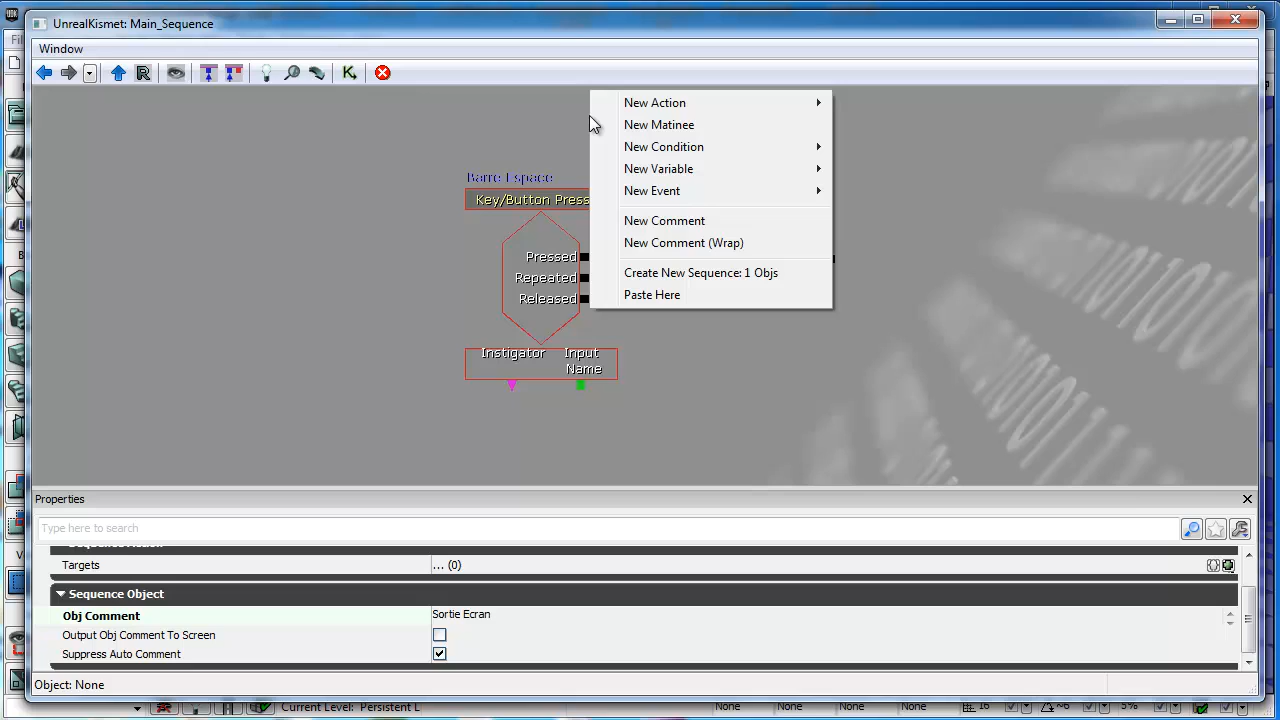 UnrealKismet: Main_Sequence
Window
New Action
New Matinee
New Condition
New Variable
New Event
New Comment
New Comment (Wrap)
Create New Sequence: 1 Objs
Paste Here
Barre Espace
Key/Button Press
Pressed
Repeated
Released
Instigator
Input
Name
Properties
Type here to search
Targets
... (0)
Sequence Object
Obj Comment
Sortie Ecran
Output Obj Comment To Screen
Suppress Auto Comment
Object: None
Current Level: Persistent L
None
None
None
None
16
6
5%